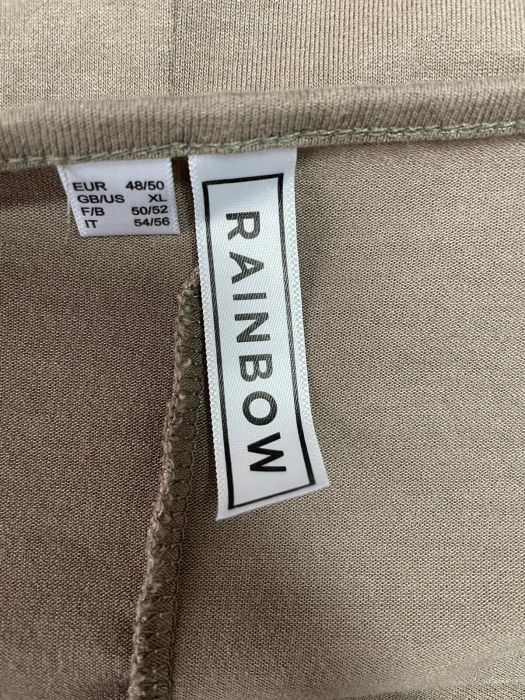 EUR 48/50
GB/US XL
F/B 50/52
IT 54/56
RAINBOW